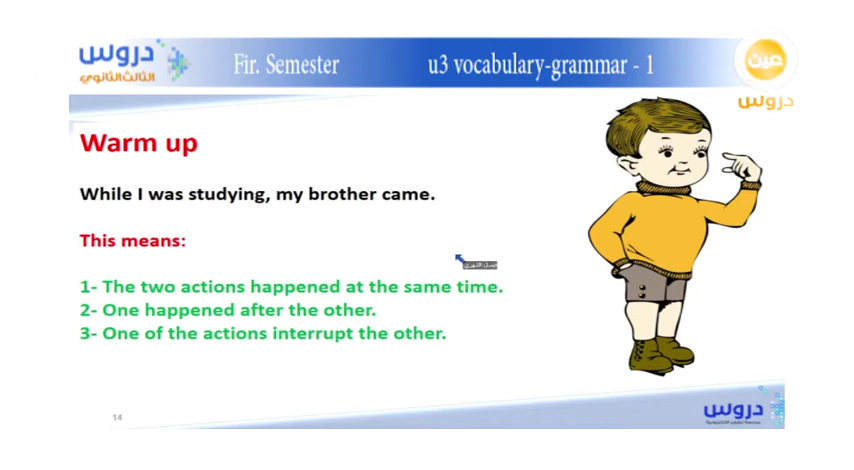 دروس
الثالث الثانوي
Fir. Semester
u3 vocabulary-grammar - 1
عين
دروس
Warm up
While I was studying, my brother came.
This means:
1- The two actions happened at the same time.
2- One happened after the other.
3- One of the actions interrupt the other.
14
دروس